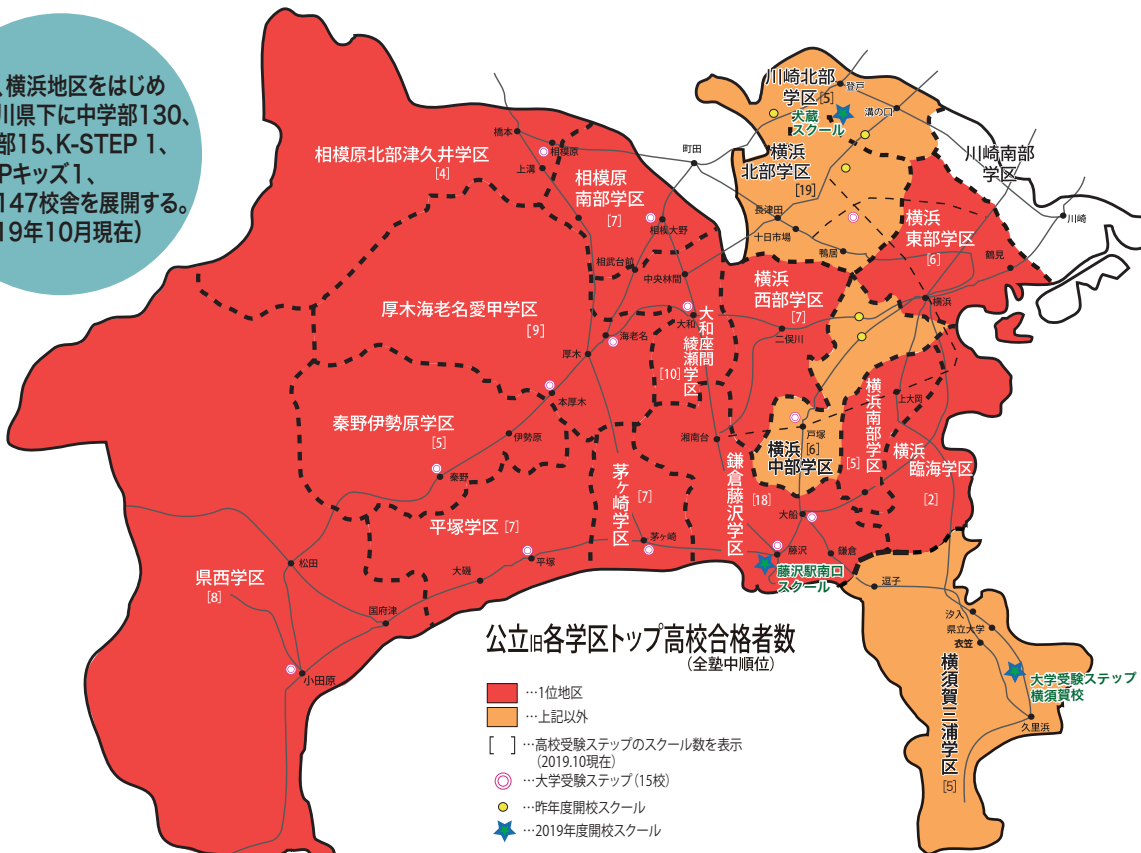 、横浜地区をはじめ
川県下に中学部130、
部15、K-STEP 1、
Pキッズ1、
147校舎を展開する。
19年10月現在)
川崎北部
学区[5]
登戸
犬蔵
スクール
溝の口
川崎南部
学区
川崎
横浜
北部学区
[19]
橋本
相模原
上溝
町田
相模原北部津久井学区
[4]
相模原
南部学区
[7]
相模大野
長津田
十日市場
鴨居
横浜
東部学区
[6]
鶴見
相武台前
中央林間
横浜
西部学区
[7]
横浜
厚木海老名愛甲学区
[9]
海老名
厚木
大和
大和座間
綾瀬学区
[10]
二俣川
本厚木
秦野伊勢原学区
[5]
伊勢原
秦野
湘南台
横浜南部学区
[5]
上大岡
戸塚
横浜[6]
中部学区
横浜
臨海学区
[2]
茅ヶ崎学区
[7]
鎌倉藤沢学区
[18]
大船
平塚学区[7]
茅ヶ崎
平塚
大磯
藤沢
鎌倉
藤沢駅南口
スクール
逗子
県西学区
[8]
松田
国府津
小田原
汐入
県立大学
衣笠
横須賀三浦学区
[5]
大学受験ステップ
横須賀校
久里浜
公立旧各学区トップ高校合格者数
(全塾中順位)
…1位地区
…上記以外
[ ]…高校受験ステップのスクール数を表示
(2019.10現在)
…大学受験ステップ(15校)
…昨年度開校スクール
…2019年度開校スクール